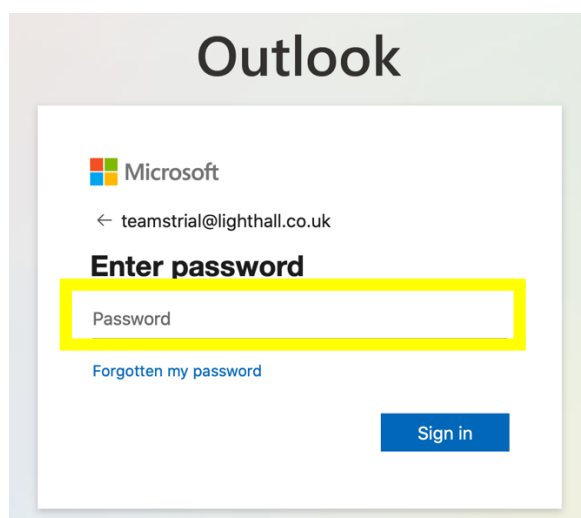 Outlook
Microsoft
← teamstrial@lighthall.co.uk
Enter password
Password
Forgotten my password
Sign in